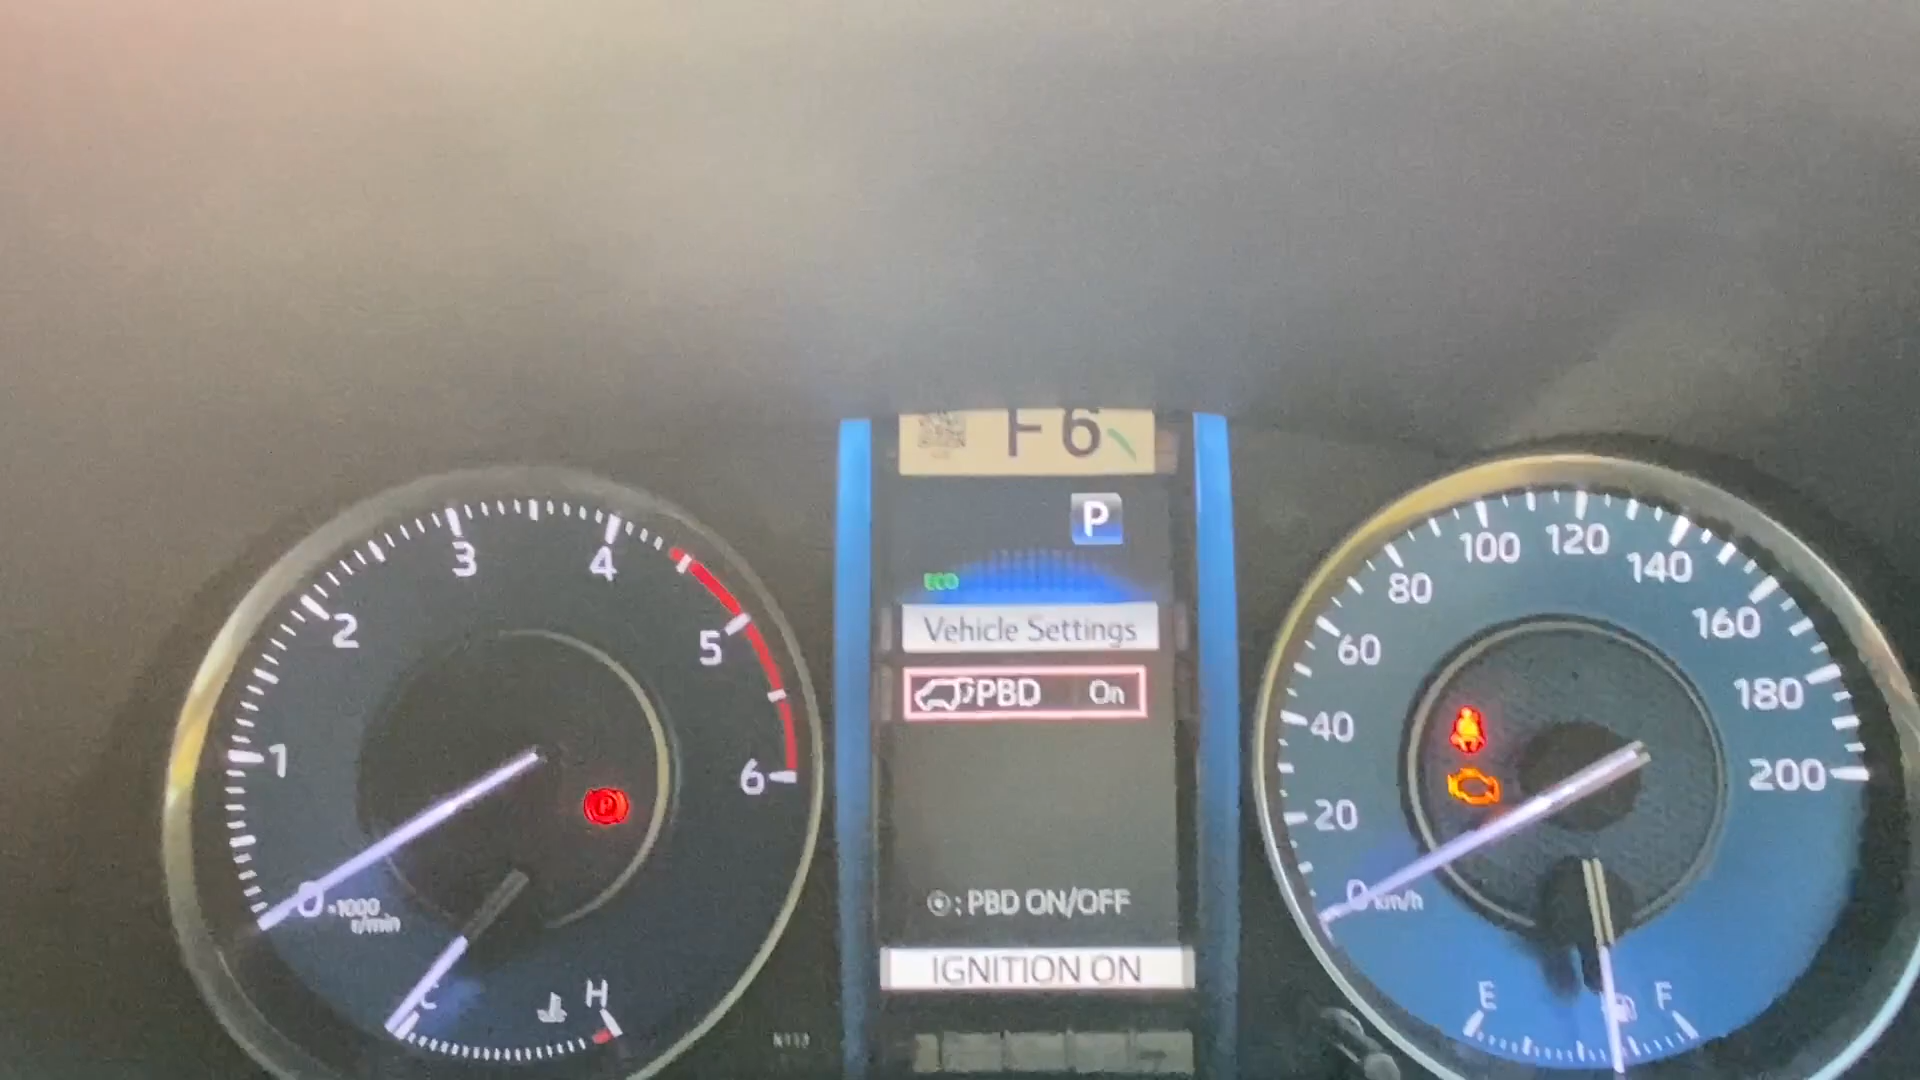 F6
P
ECO
Vehicle Settings
PBD On
: PBD ON/OFF
IGNITION ON
0 1 2 3 4 5 6
×1000
r/min
C H
P
0 20 40 60 80 100 120 140 160 180 200
km/h
E F